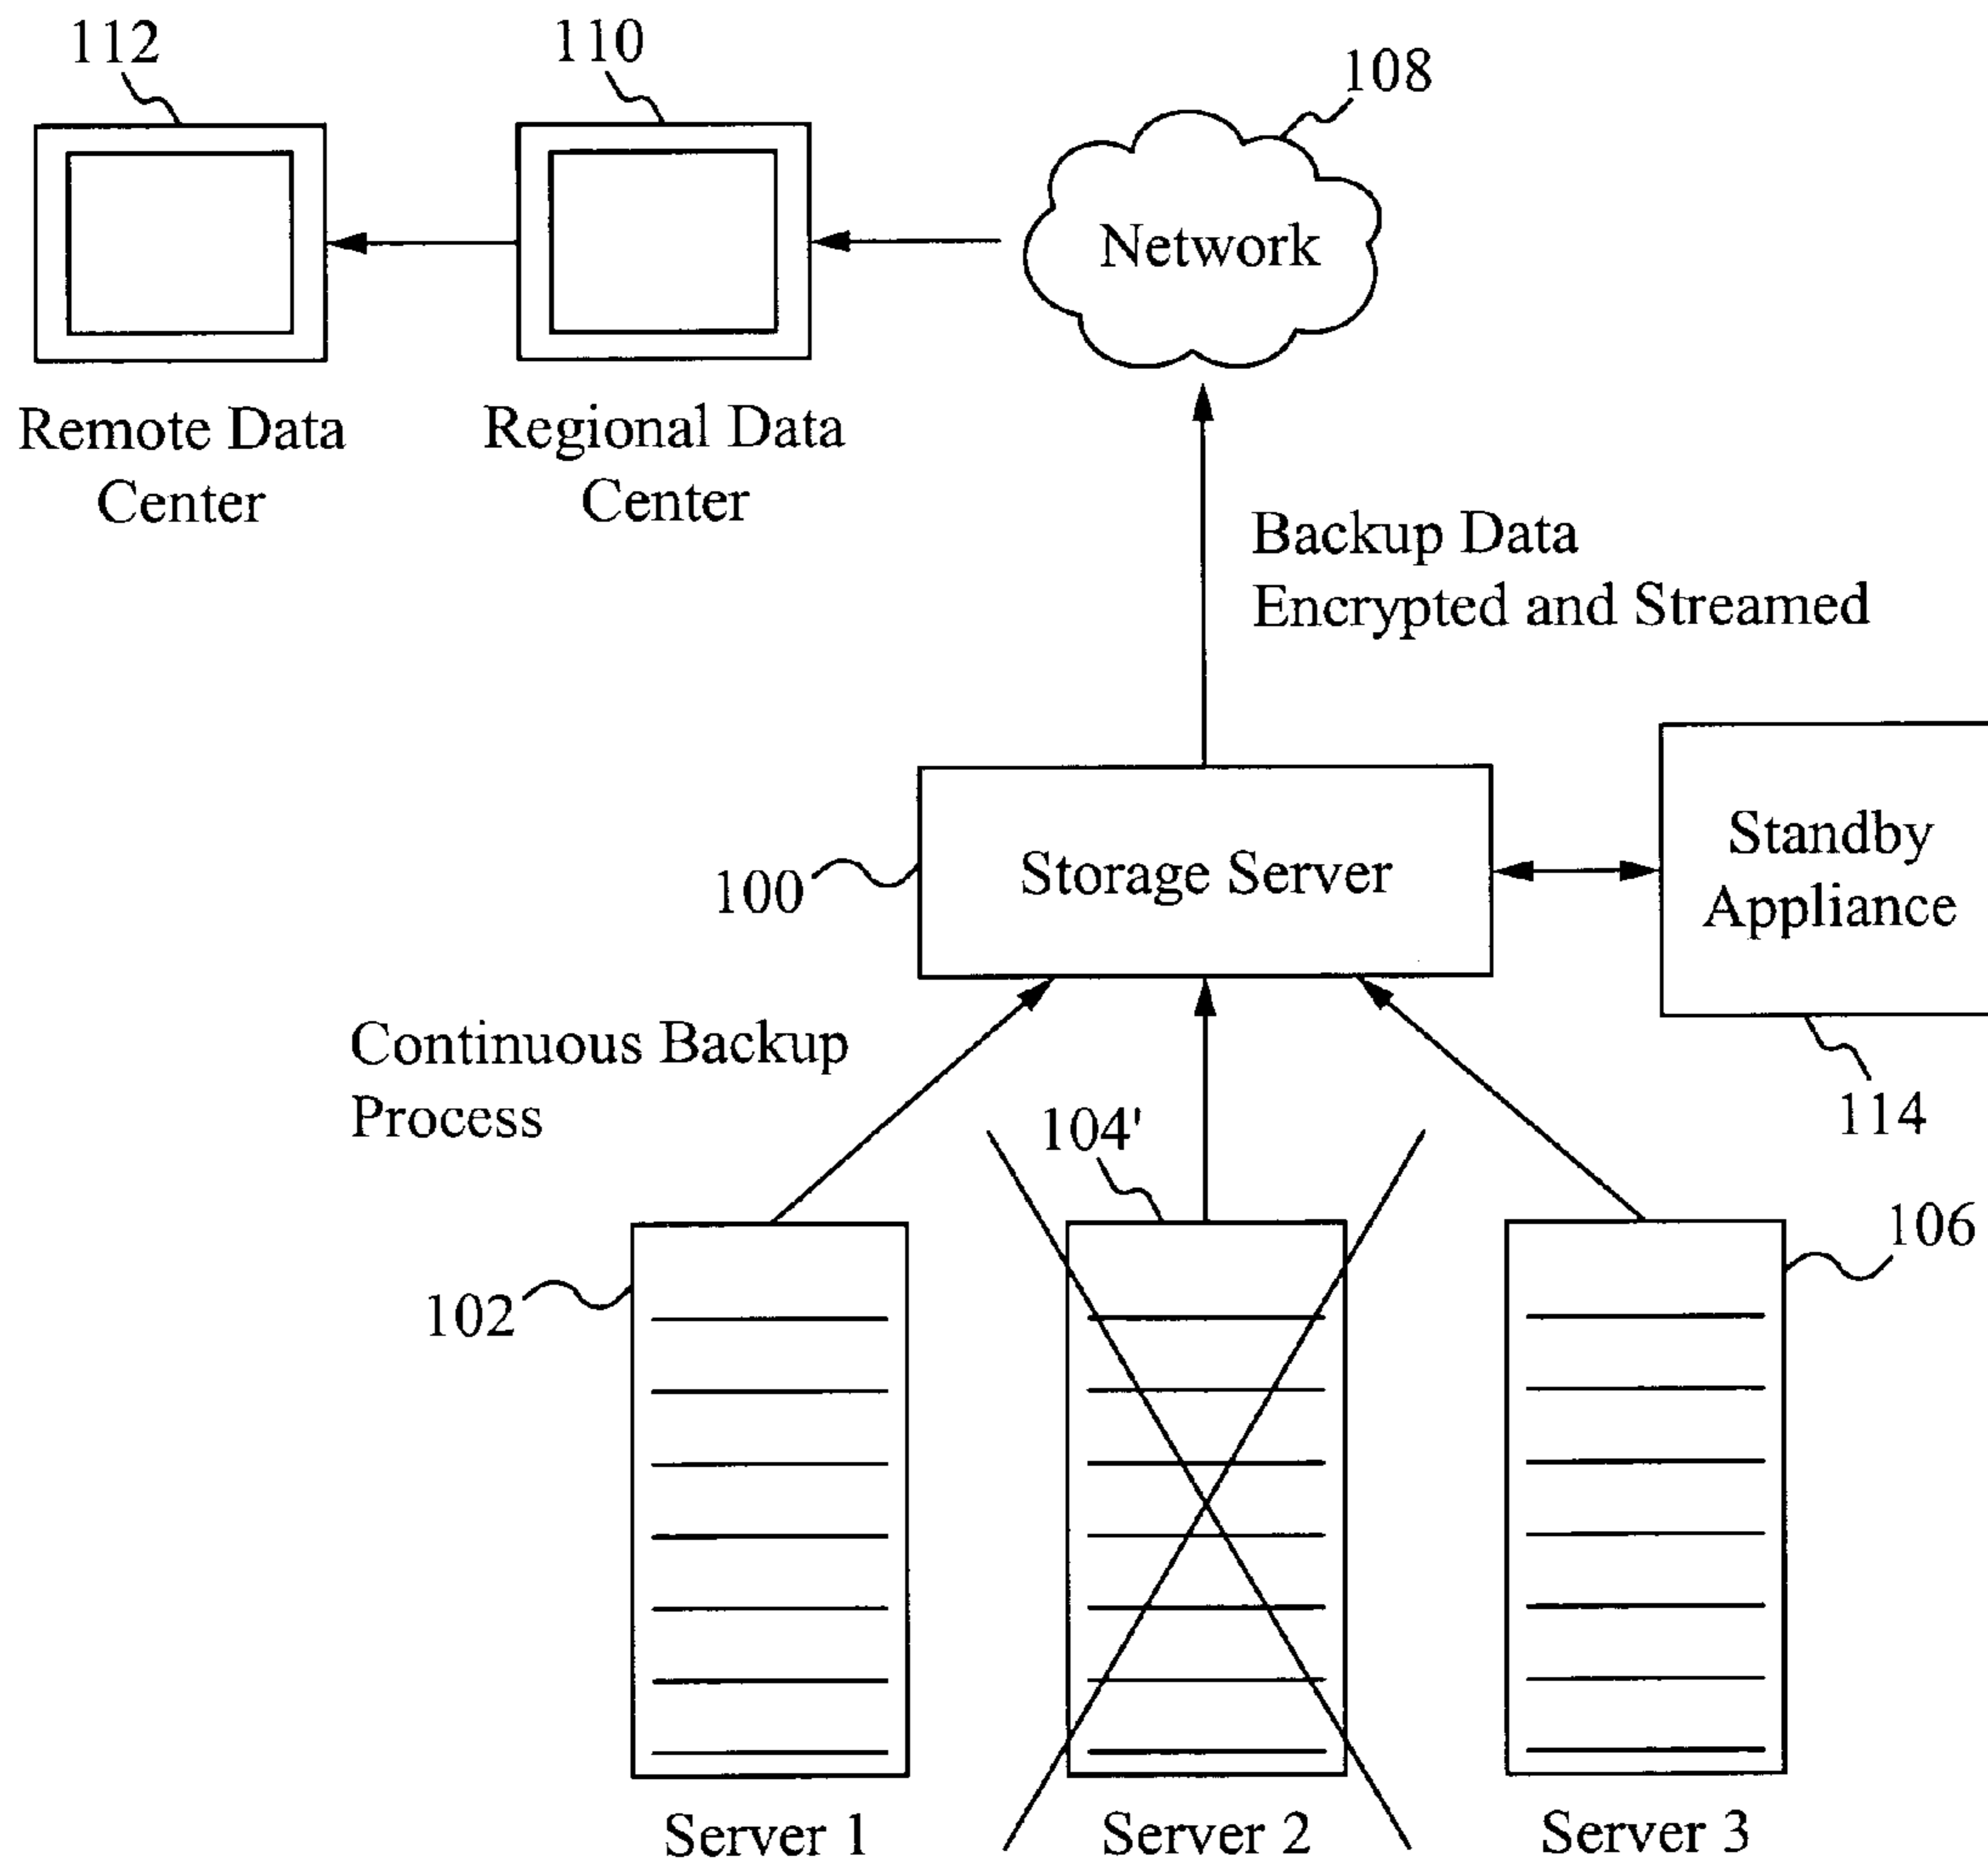 112
110
108
Network
Remote Data
Center
Regional Data
Center
Backup Data
Encrypted and Streamed
Storage Server
100
Standby
Appliance
114
Continuous Backup
Process
104'
102
106
Server 1
Server 2
Server 3